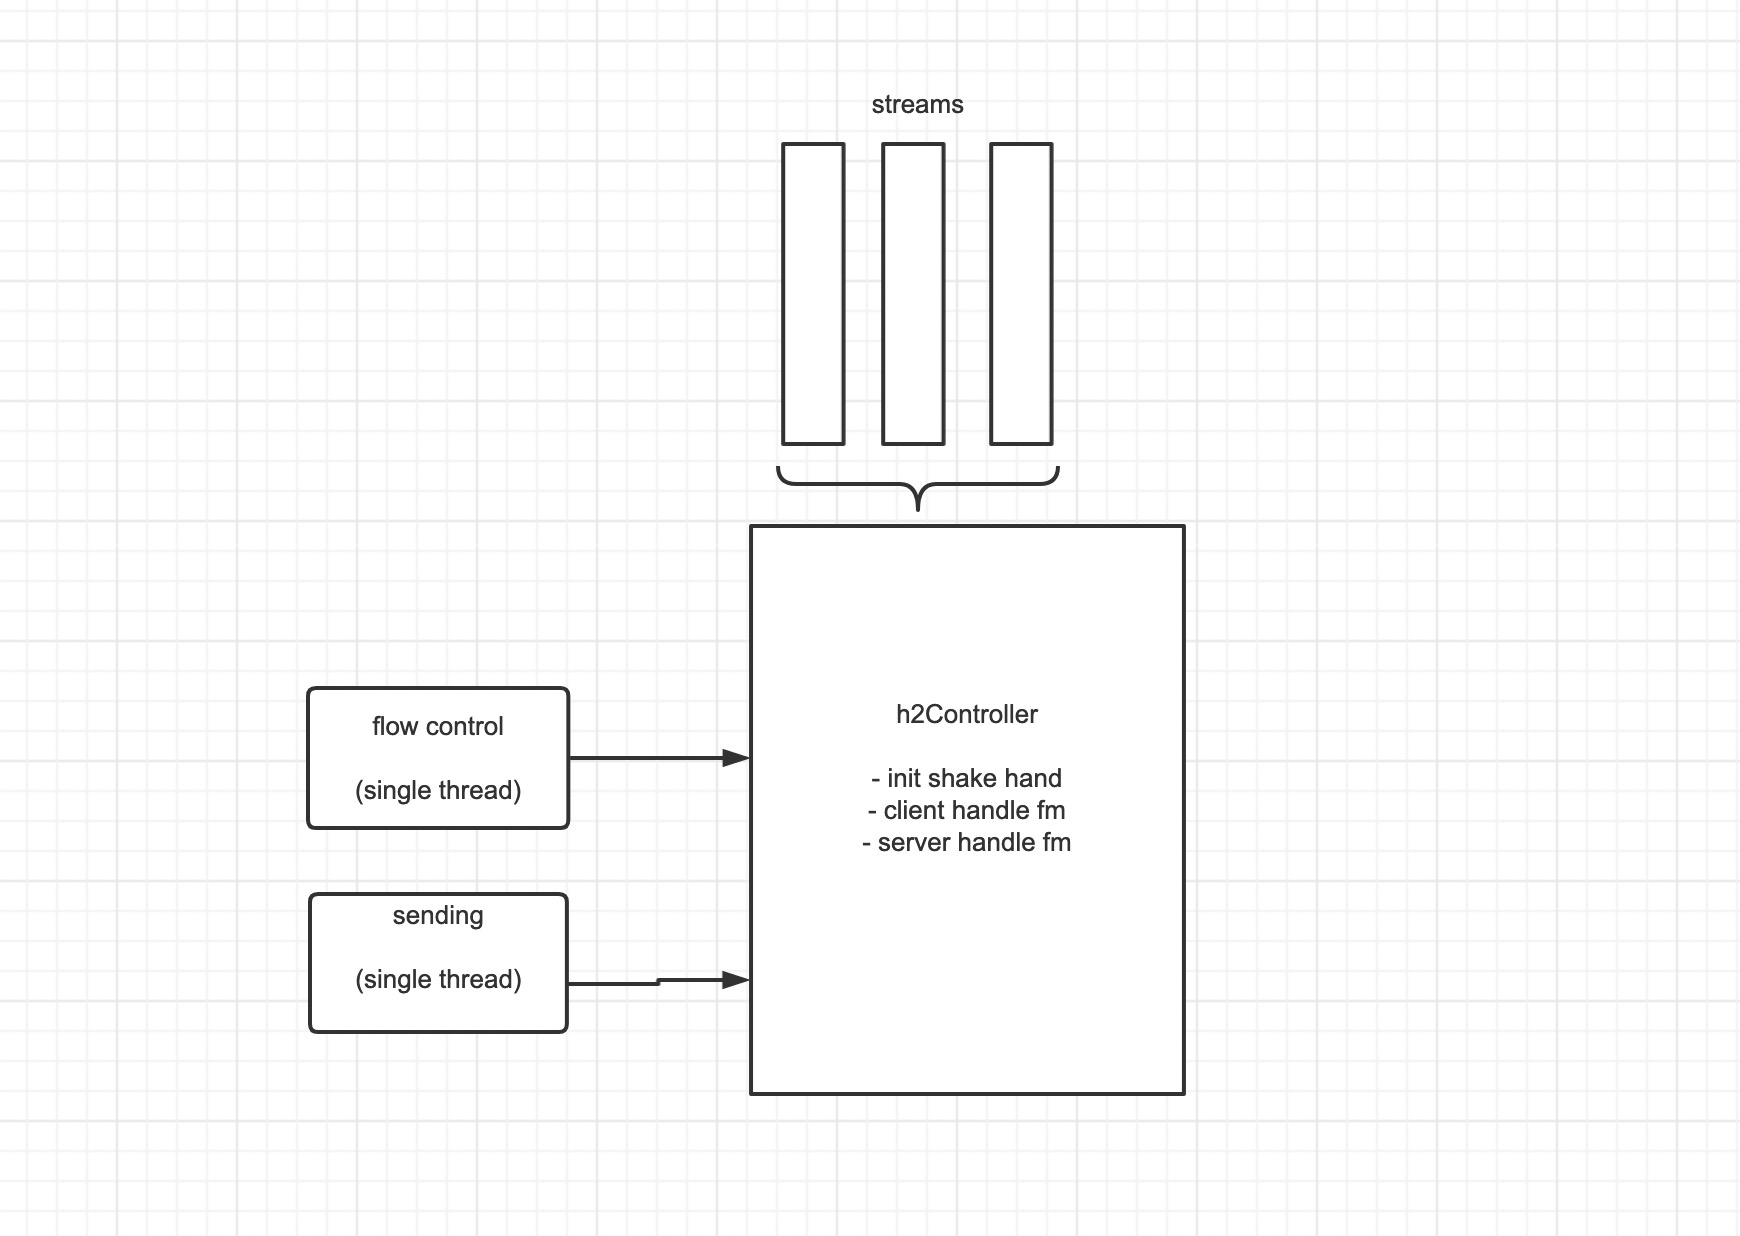 streams
h2Controller
- init shake hand
- client handle fm
- server handle fm
flow control
(single thread)
sending
(single thread)